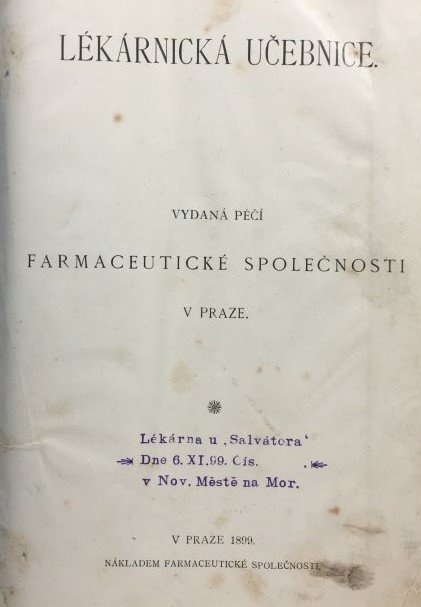 LÉKÁRNICKÁ UČEBNICE.
VYDANÁ PÉČÍ
FARMACEUTICKÉ SPOLEČNOSTI
V PRAZE.
Lékárna u ‚Salvátora‘
Dne 6. XI. 99. Čís. .
v Nov. Městě na Mor.
V PRAZE 1899.
NÁKLADEM FARMACEUTICKÉ SPOLEČNOSTI.